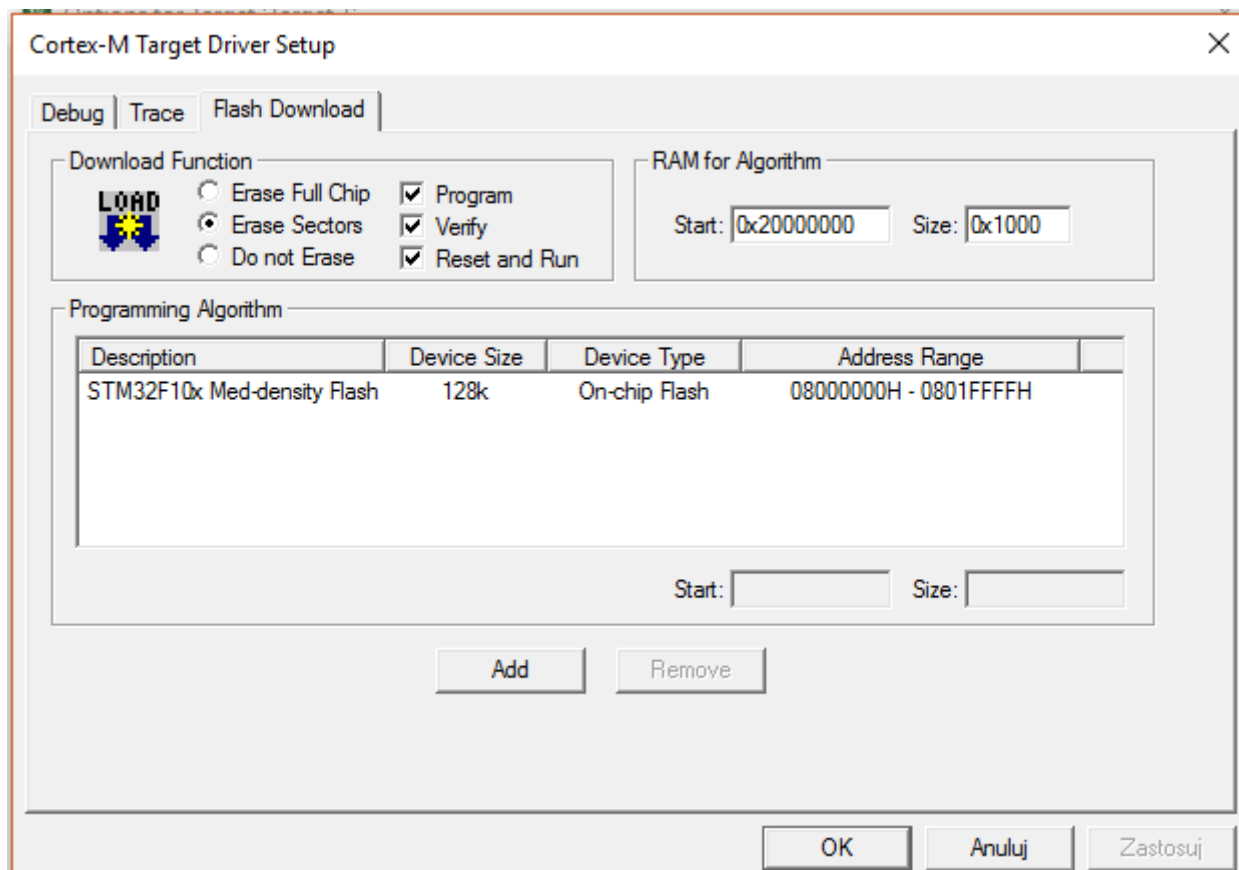 Cortex-M Target Driver Setup
Debug Trace Flash Download
Download Function
LOAD
Erase Full Chip
Erase Sectors
Do not Erase
Program
Verify
Reset and Run
RAM for Algorithm
Start: 0x20000000 Size: 0x1000
Programming Algorithm
Description Device Size Device Type Address Range
STM32F10x Med-density Flash 128k On-chip Flash 08000000H - 0801FFFFH
Start: Size:
Add Remove
OK Anuluj Zastosuj